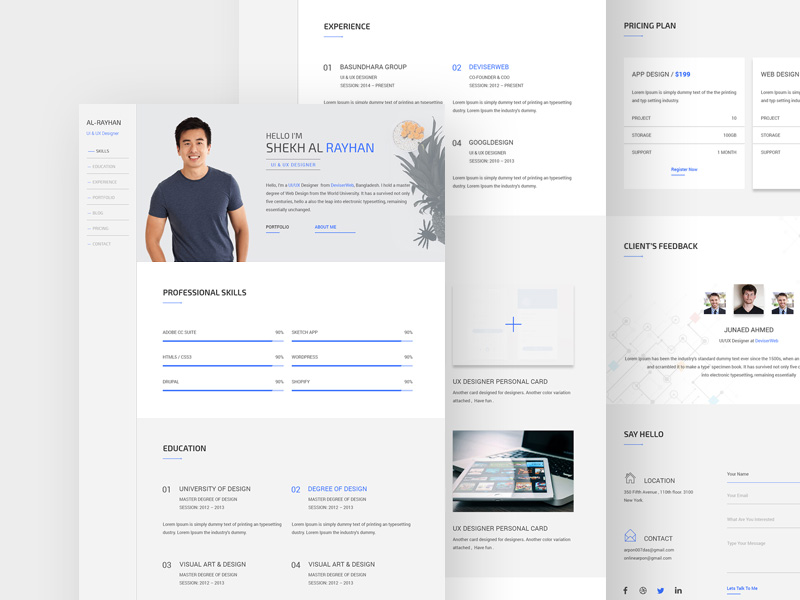 AL-RAYHAN
UI & UX Designer
SKILLS
EDUCATION
EXPERIENCE
PORTFOLIO
BLOG
PRICING
CONTACT
HELLO I'M
SHEKH AL RAYHAN
UI & UX DESIGNER
Hello, I'm a UI/UX Designer from DeviserWeb, Bangladesh. I hold a master
degree of Web Design from the World University. It has a survived not only
five centuries, hello a also the leap into electronic typesetting, remaining
essentially unchanged.
PORTFOLIO
ABOUT ME
PROFESSIONAL SKILLS
ADOBE CC SUITE 90%
SKETCH APP 90%
HTML5 / CSS3 90%
WORDPRESS 90%
DRUPAL 90%
SHOPIFY 90%
EDUCATION
01 UNIVERSITY OF DESIGN
MASTER DEGREE OF DESIGN
SESSION: 2012 – 2013
Lorem Ipsum is simply dummy text of printing an typesetting
dustry. Lorem Ipsum the industry's dummy.
02 DEGREE OF DESIGN
MASTER DEGREE OF DESIGN
SESSION: 2012 – 2013
Lorem Ipsum is simply dummy text of printing an typesetting
dustry. Lorem Ipsum the industry's dummy.
03 VISUAL ART & DESIGN
MASTER DEGREE OF DESIGN
SESSION: 2012 – 2013
04 VISUAL ART & DESIGN
MASTER DEGREE OF DESIGN
SESSION: 2012 – 2013
EXPERIENCE
01 BASUNDHARA GROUP
UI & UX DESIGNER
SESSION: 2014 – PRESENT
Lorem Ipsum is simply dummy text of printing an typesetting
02 DEVISERWEB
CO-FOUNDER & COO
SESSION: 2012 – PRESENT
Lorem Ipsum is simply dummy text of printing an typesetting
dustry. Lorem Ipsum the industry's dummy.
04 GOOGLDESIGN
UI & UX DESIGNER
SESSION: 2010 – 2013
Lorem Ipsum is simply dummy text of printing an typesetting
dustry. Lorem Ipsum the industry's dummy.
UX DESIGNER PERSONAL CARD
Another card designed for designers. Another color variation
attached , Have fun .
UX DESIGNER PERSONAL CARD
Another card designed for designers. Another color variation
attached , Have fun .
PRICING PLAN
APP DESIGN / $199
Lorem Ipsum is simply dummy text of the the printing
and typ setting industry.
PROJECT 10
STORAGE 100GB
SUPPORT 1 MONTH
Register Now
WEB DESIGN
Lorem Ipsum is simp
and typ setting indus
PROJECT
STORAGE
SUPPORT
CLIENT'S FEEDBACK
JUNAED AHMED
UI/UX Designer at DeviserWeb
Lorem Ipsum has been the industry's standard dummy text ever since the 1500s, when an
and scrambled it to make a type' specimen book. It has survived not only five c
into electronic typesetting, remaining essentially
SAY HELLO
LOCATION
260 Fifth Avenue . 119th floor 3100
New York.
CONTACT
arpon007das@gmail.com
onlinearpon@gmail.com
Your Name
Your Email
What Are You Interested
Type Your Message
Lets Talk To Me